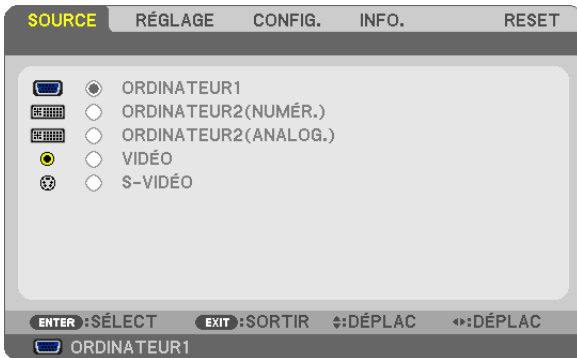 SOURCE RÉGLAGE CONFIG. INFO. RESET
ORDINATEUR1
ORDINATEUR2(NUMÉR.)
ORDINATEUR2(ANALOG.)
VIDÉO
S-VIDÉO
ENTER:SÉLECT EXIT:SORTIR :DÉPLAC :DÉPLAC
ORDINATEUR1